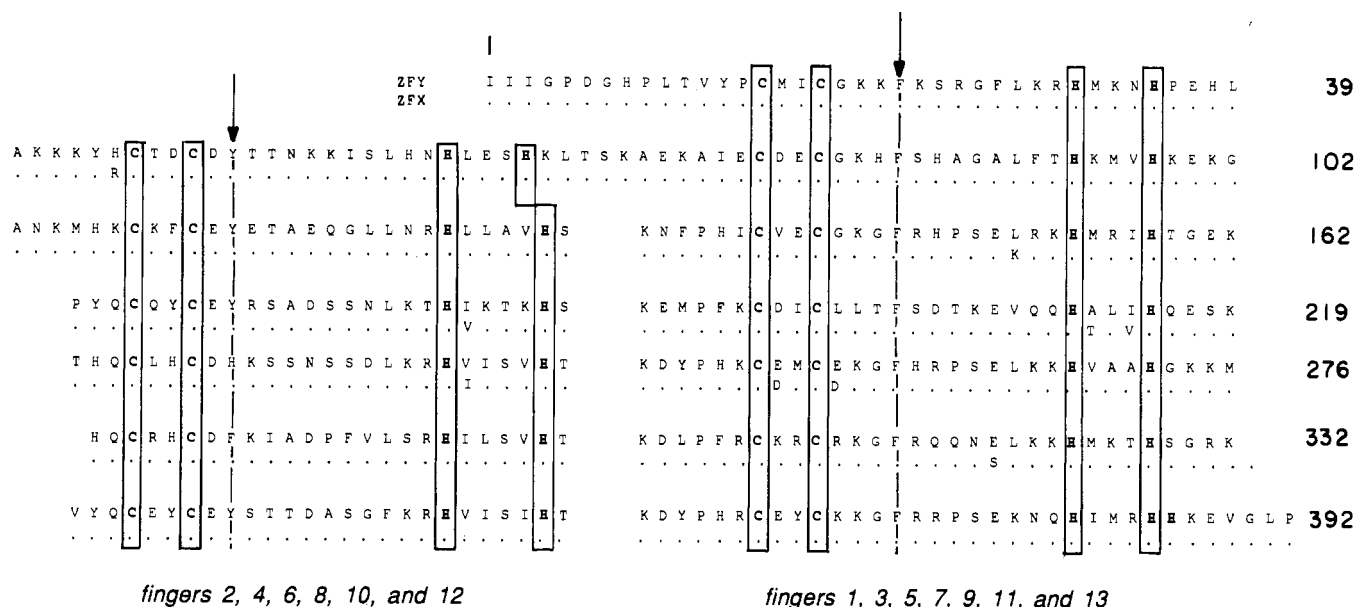 I
ZFY I I I G P D G H P L T V Y P C M I C G K K F K S R G F L K R H M K N H P E H L 39
ZFX
A K K K Y H C T D C D Y T T N K K I S L H N H L E S H K L T S K A E K A I E C D E C G K H F S H A G A L F T H K M V H K E K G 102
R
A N K M H K C K F C E Y E T A E Q G L L N R H L L A V H S K N F P H I C V E C G K G F R H P S E L R K H M R I H T G E K 162
K
P Y Q C Q Y C E Y R S A D S S N L K T H I K T K H S K E M P F K C D I C L L T F S D T K E V Q Q H A L I H Q E S K 219
V T V
T H Q C L H C D H K S S N S S D L K R H V I S V H T K D Y P H K C E M C E K G F H R P S E L K K H V A A H G K K M 276
I D D
H Q C R H C D F K I A D P F V L S R H I L S V H T K D L P F R C K R C R K G F R Q Q N E L K K H M K T H S G R K 332
S
V Y Q C E Y C E Y S T T D A S G F K R H V I S I H T K D Y P H R C E Y C K K G F R R P S E K N Q H I M R H H K E V G L P 392
fingers 2, 4, 6, 8, 10, and 12
fingers 1, 3, 5, 7, 9, 11, and 13